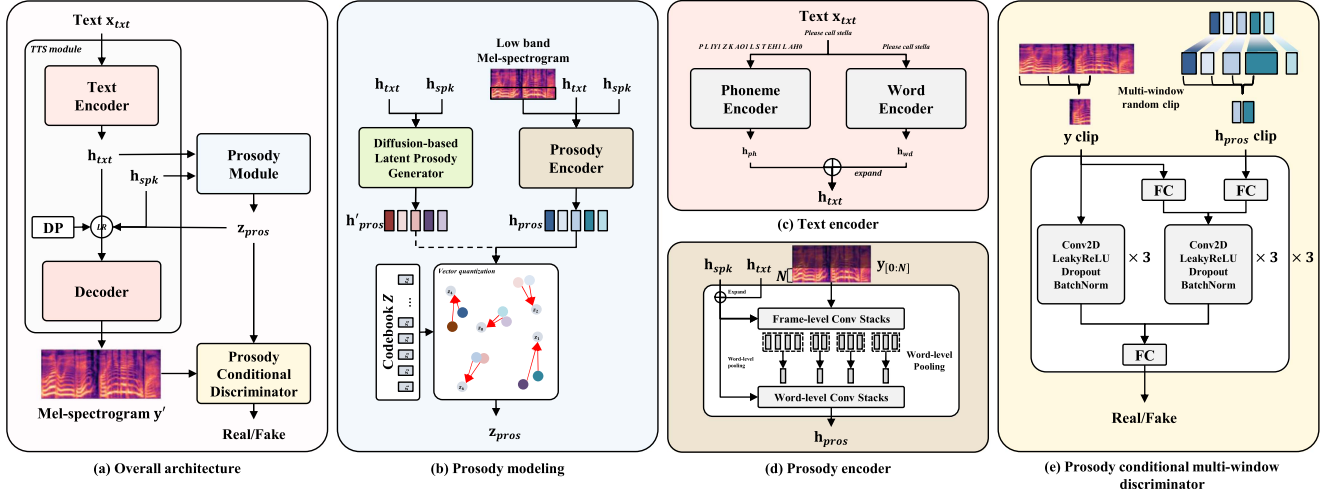 Text x_txt
TTS module
Text
Encoder
h_txt
h_spk
Prosody
Module
DP
LR
z_pros
Decoder
Prosody
Conditional
Discriminator
Mel-spectrogram y′
Real/Fake
(a) Overall architecture
Low band
Mel-spectrogram
h_txt
h_spk
h_txt
h_spk
Diffusion-based
Latent Prosody
Generator
Prosody
Encoder
h′_pros
h_pros
Codebook Z
...
Vector quantization
z_pros
(b) Prosody modeling
Text x_txt
Please call stella
P L IY1 Z K AO1 L S T EH1 L AH0
Please call stella
Phoneme
Encoder
Word
Encoder
h_ph
h_wd
expand
h_txt
(c) Text encoder
h_spk
h_txt
N
y_[0:N]
Expand
Frame-level Conv Stacks
Word-level
pooling
Word-level
Pooling
Word-level Conv Stacks
h_pros
(d) Prosody encoder
Multi-window
random clip
y clip
h_pros clip
FC
FC
Conv2D
LeakyReLU
Dropout
BatchNorm
× 3
Conv2D
LeakyReLU
Dropout
BatchNorm
× 3
× 3
FC
Real/Fake
(e) Prosody conditional multi-window
discriminator